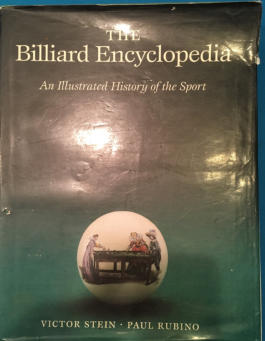 THE
Billiard Encyclopedia
An Illustrated History of the Sport
VICTOR STEIN · PAUL RUBINO